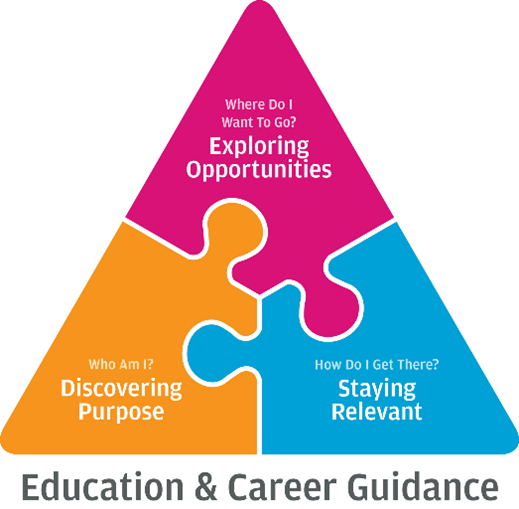 Where Do I
Want To Go?
Exploring
Opportunities
Who Am I?
Discovering
Purpose
How Do I Get There?
Staying
Relevant
Education & Career Guidance